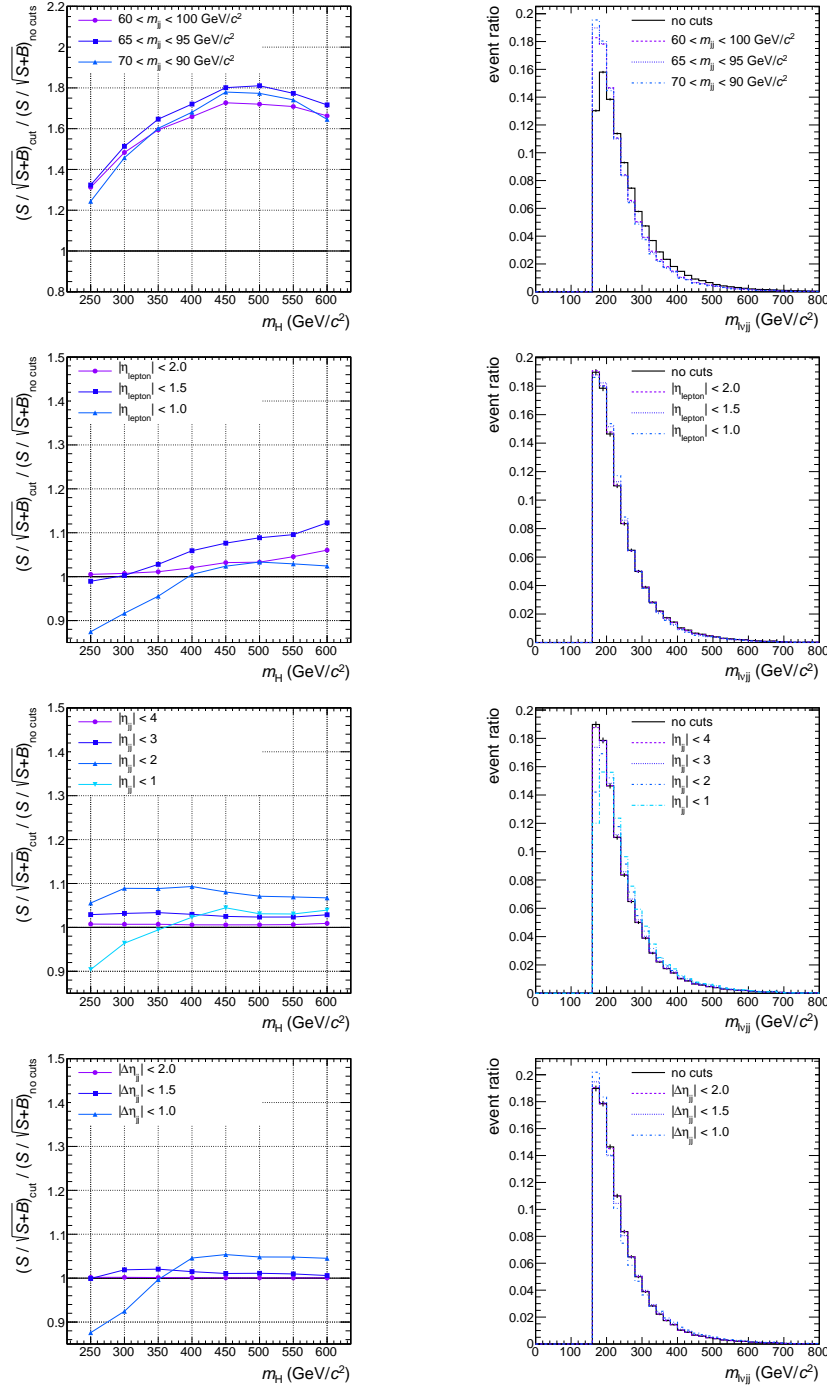 (S / √S+B)cut / (S / √S+B)no cuts
2.2
2
1.8
1.6
1.4
1.2
1
0.8
60 < mjj < 100 GeV/c²
65 < mjj < 95 GeV/c²
70 < mjj < 90 GeV/c²
250 300 350 400 450 500 550 600
mH (GeV/c²)
event ratio
0.2
0.18
0.16
0.14
0.12
0.1
0.08
0.06
0.04
0.02
0
no cuts
60 < mjj < 100 GeV/c²
65 < mjj < 95 GeV/c²
70 < mjj < 90 GeV/c²
0 100 200 300 400 500 600 700 800
mlνjj (GeV/c²)
(S / √S+B)cut / (S / √S+B)no cuts
1.5
1.4
1.3
1.2
1.1
1
0.9
|ηlepton| < 2.0
|ηlepton| < 1.5
|ηlepton| < 1.0
250 300 350 400 450 500 550 600
mH (GeV/c²)
event ratio
0.2
0.18
0.16
0.14
0.12
0.1
0.08
0.06
0.04
0.02
0
no cuts
|ηlepton| < 2.0
|ηlepton| < 1.5
|ηlepton| < 1.0
0 100 200 300 400 500 600 700 800
mlνjj (GeV/c²)
(S / √S+B)cut / (S / √S+B)no cuts
1.5
1.4
1.3
1.2
1.1
1
0.9
|ηjj| < 4
|ηjj| < 3
|ηjj| < 2
|ηjj| < 1
250 300 350 400 450 500 550 600
mH (GeV/c²)
event ratio
0.2
0.18
0.16
0.14
0.12
0.1
0.08
0.06
0.04
0.02
0
no cuts
|ηjj| < 4
|ηjj| < 3
|ηjj| < 2
|ηjj| < 1
0 100 200 300 400 500 600 700 800
mlνjj (GeV/c²)
(S / √S+B)cut / (S / √S+B)no cuts
1.5
1.4
1.3
1.2
1.1
1
0.9
|Δηjj| < 2.0
|Δηjj| < 1.5
|Δηjj| < 1.0
250 300 350 400 450 500 550 600
mH (GeV/c²)
event ratio
0.2
0.18
0.16
0.14
0.12
0.1
0.08
0.06
0.04
0.02
0
no cuts
|Δηjj| < 2.0
|Δηjj| < 1.5
|Δηjj| < 1.0
0 100 200 300 400 500 600 700 800
mlνjj (GeV/c²)